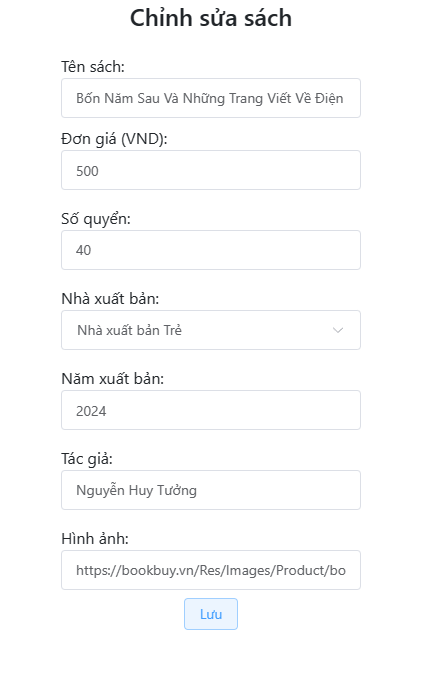 Chỉnh sửa sách
Tên sách:
Bốn Năm Sau Và Những Trang Viết Về Điện
Đơn giá (VND):
500
Số quyển:
40
Nhà xuất bản:
Nhà xuất bản Trẻ
Năm xuất bản:
2024
Tác giả:
Nguyễn Huy Tưởng
Hình ảnh:
https://bookbuy.vn/Res/Images/Product/bo
Lưu